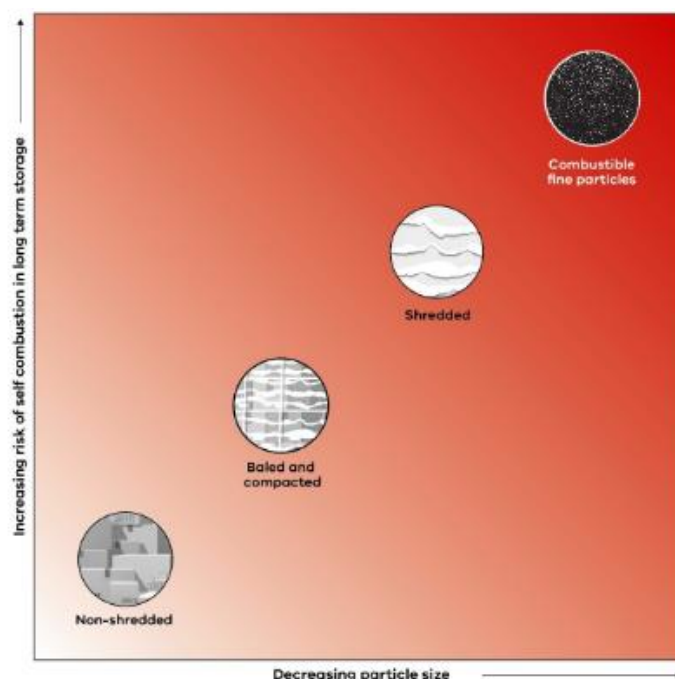 Increasing risk of self combustion in long term storage
Combustible
fine particles
Shredded
Baled and
compacted
Non-shredded
Decreasing particle size